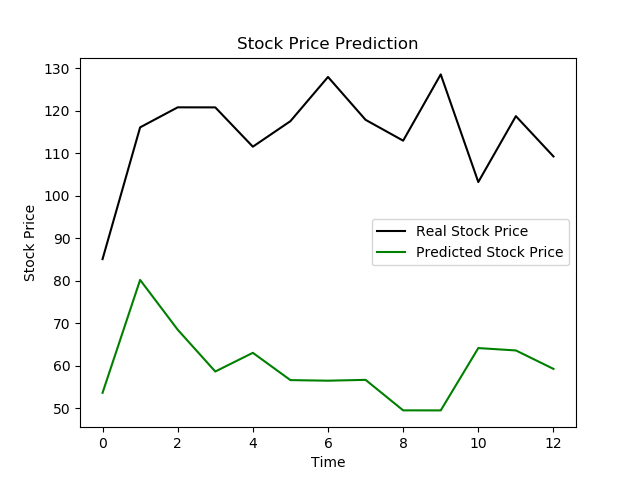 Stock Price Prediction
130
120
110
100
90
80
70
60
50
Stock Price
Real Stock Price
Predicted Stock Price
0 2 4 6 8 10 12
Time